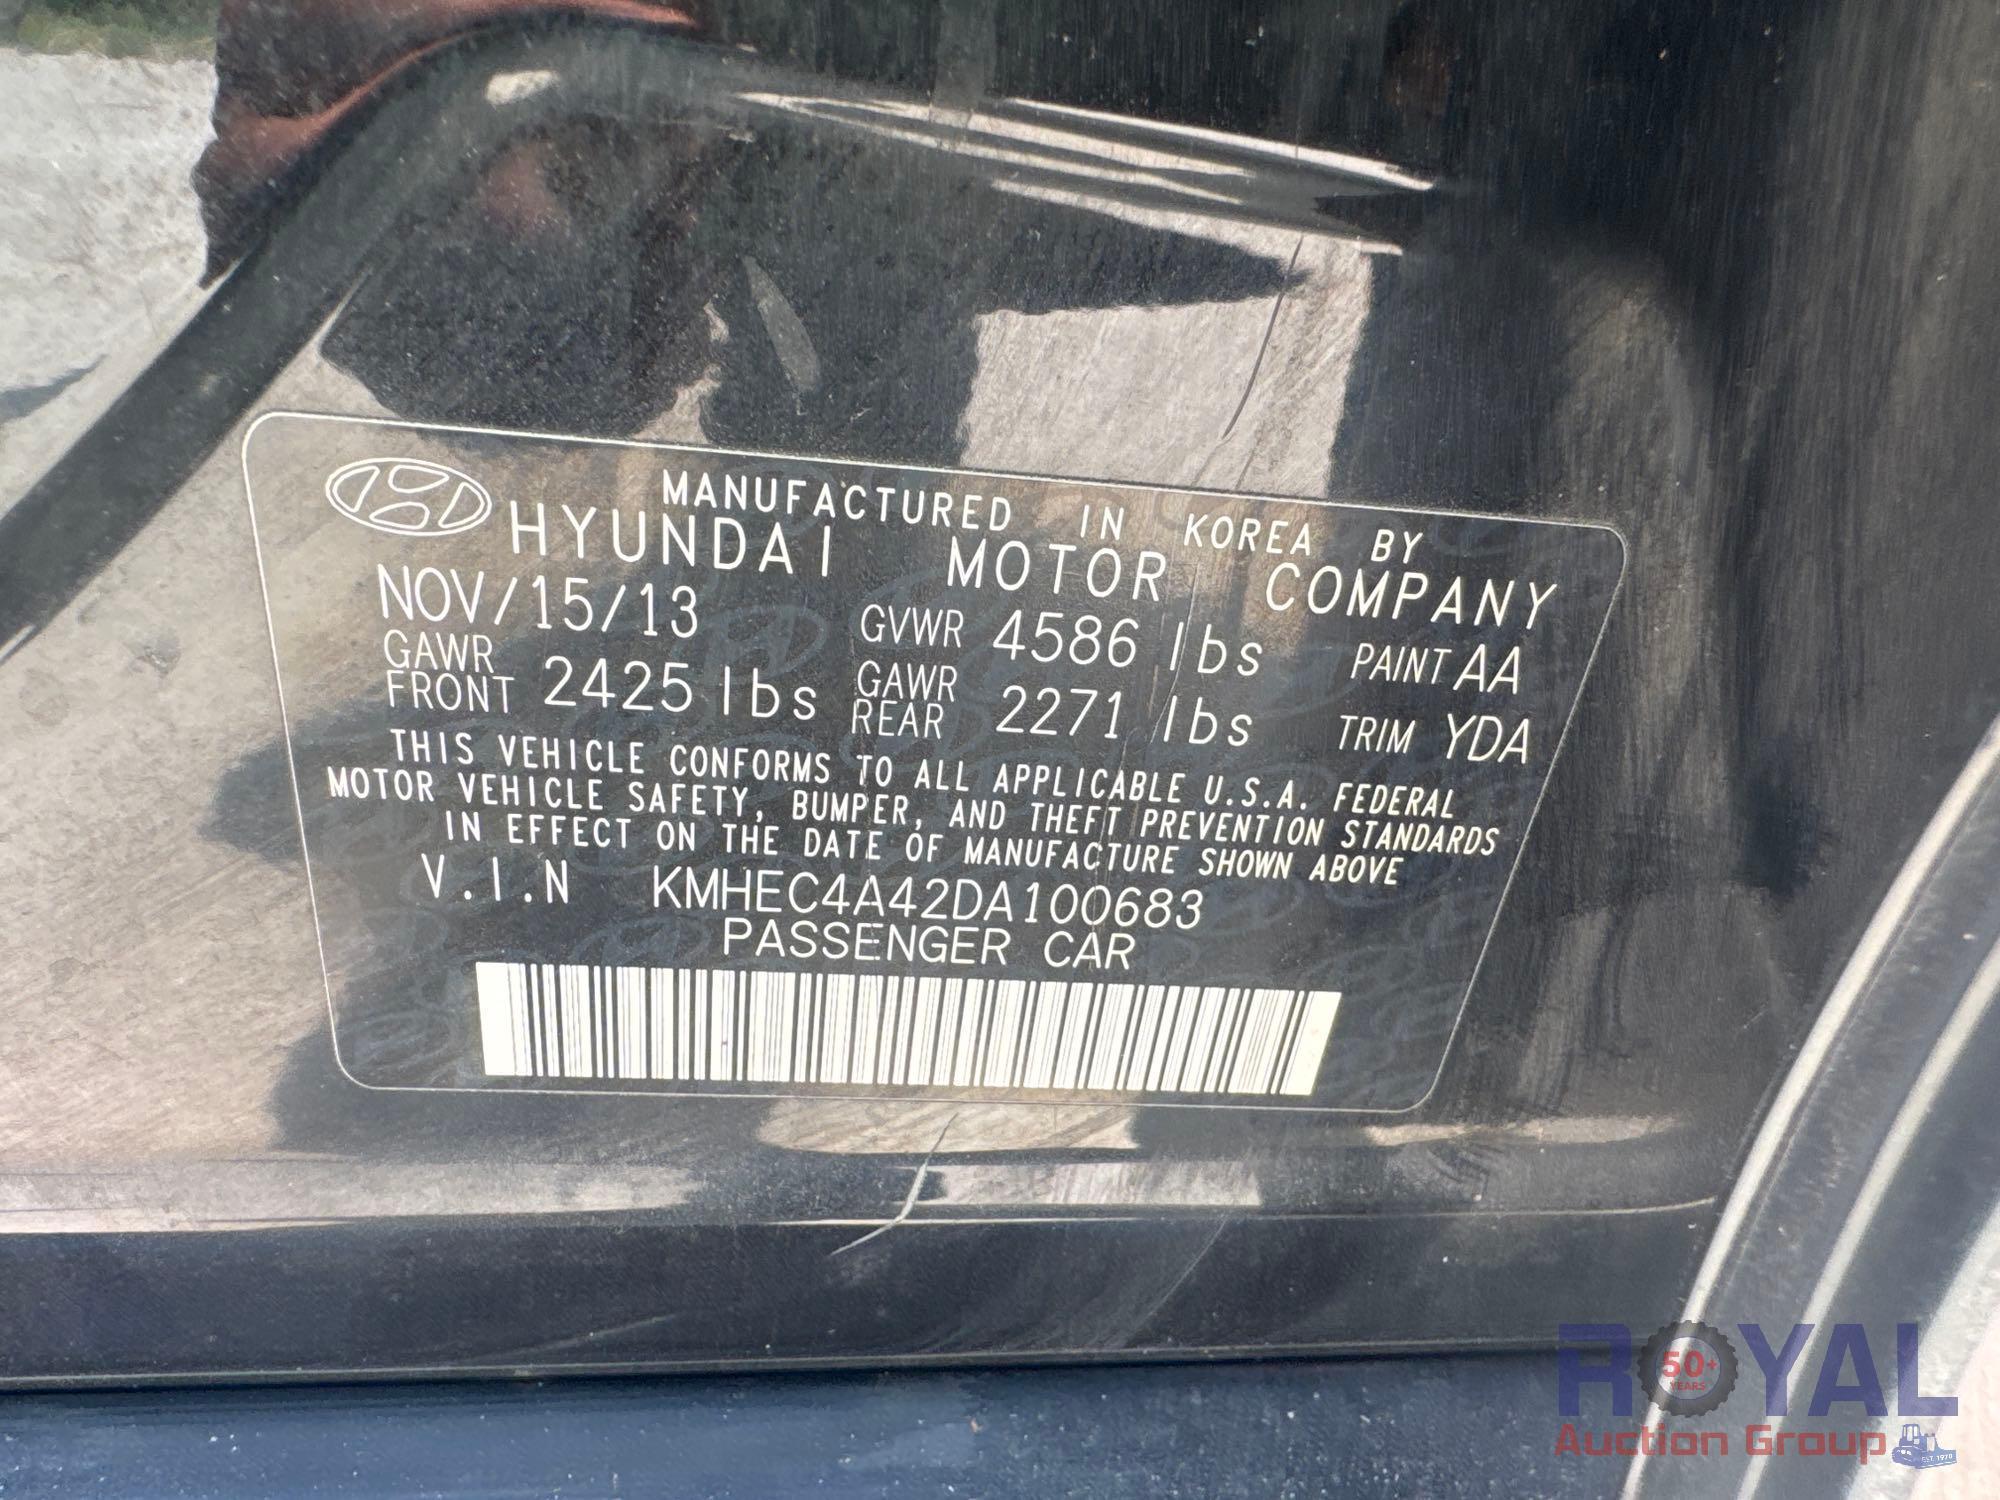 MANUFACTURED IN KOREA BY
HYUNDAI MOTOR COMPANY
NOV/15/13 GVWR 4586 lbs PAINT AA
GAWR FRONT 2425 lbs GAWR REAR 2271 lbs TRIM YDA
THIS VEHICLE CONFORMS TO ALL APPLICABLE U.S.A. FEDERAL
MOTOR VEHICLE SAFETY, BUMPER, AND THEFT PREVENTION STANDARDS
IN EFFECT ON THE DATE OF MANUFACTURE SHOWN ABOVE
V.I.N KMHEC4A42DA100683
PASSENGER CAR
ROYAL
50+
YEARS
Auction Group
EST. 1970